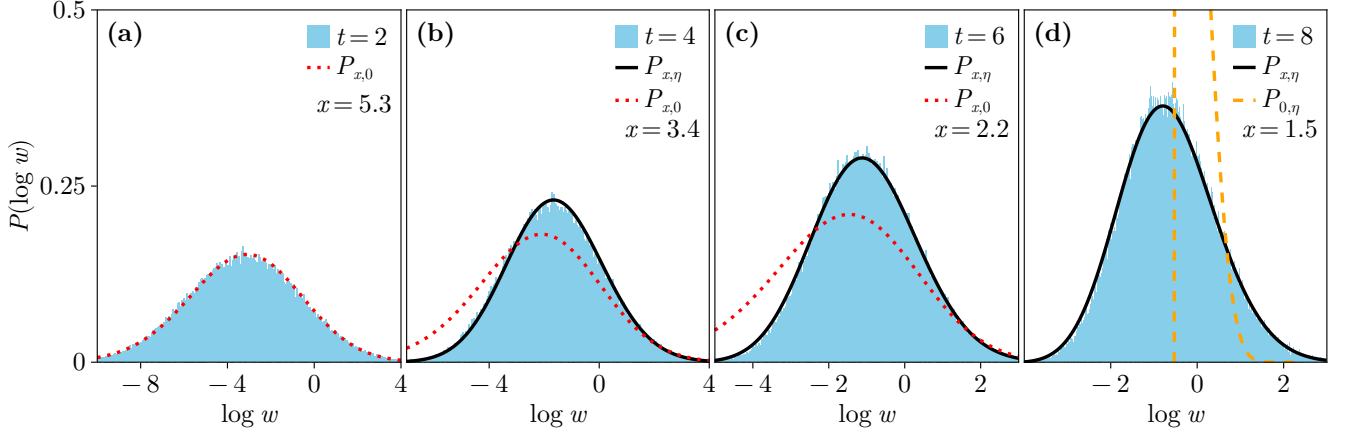 0.5
0.25
0
P(log w)
(a)
t = 2
P_{x,0}
x = 5.3
−8
−4
0
4
log w
(b)
t = 4
P_{x,η}
P_{x,0}
x = 3.4
−4
0
4
log w
(c)
t = 6
P_{x,η}
P_{x,0}
x = 2.2
−4
−2
0
2
log w
(d)
t = 8
P_{x,η}
P_{0,η}
x = 1.5
−2
0
2
log w